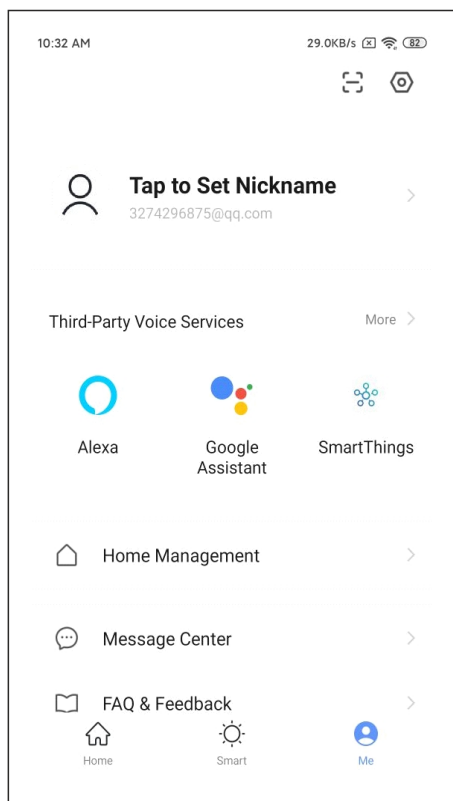 10:32 AM 29.0KB/s 82
Tap to Set Nickname
3274296875@qq.com
Third-Party Voice Services More
Alexa Google Assistant SmartThings
Home Management
Message Center
FAQ & Feedback
Home Smart Me